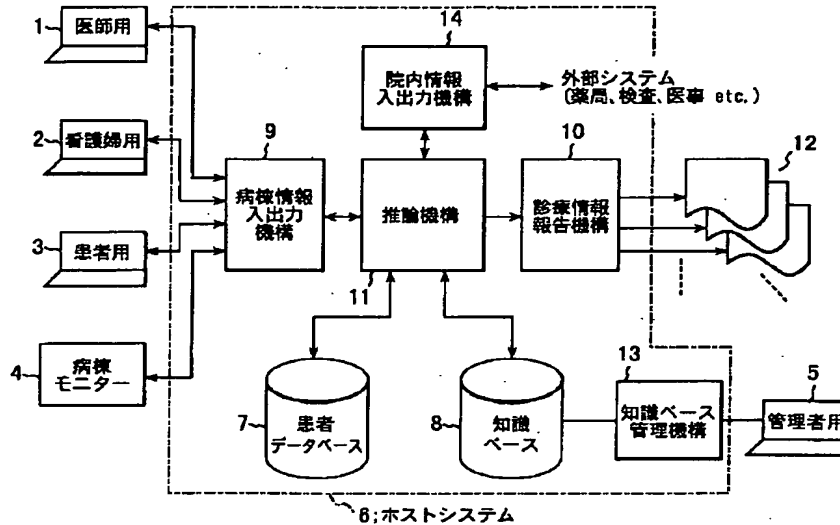 1 医師用
2 看護婦用
3 患者用
4 病棟
モニター
9
病棟情報
入出力
機構
14
院内情報
入出力機構
外部システム
(薬局、検査、医事 etc.)
推論機構
11
10
診療情報
報告機構
12
7 患者
データベース
8 知識
ベース
13
知識ベース
管理機構
5
管理者用
6;ホストシステム